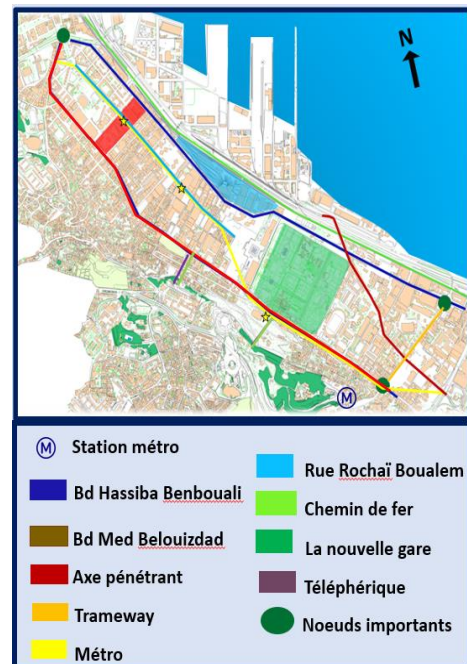 N
M
M Station métro
Bd Hassiba Benbouali
Bd Med Belouizdad
Axe pénétrant
Trameway
Métro
Rue Rochaï Boualem
Chemin de fer
La nouvelle gare
Téléphérique
Noeuds importants